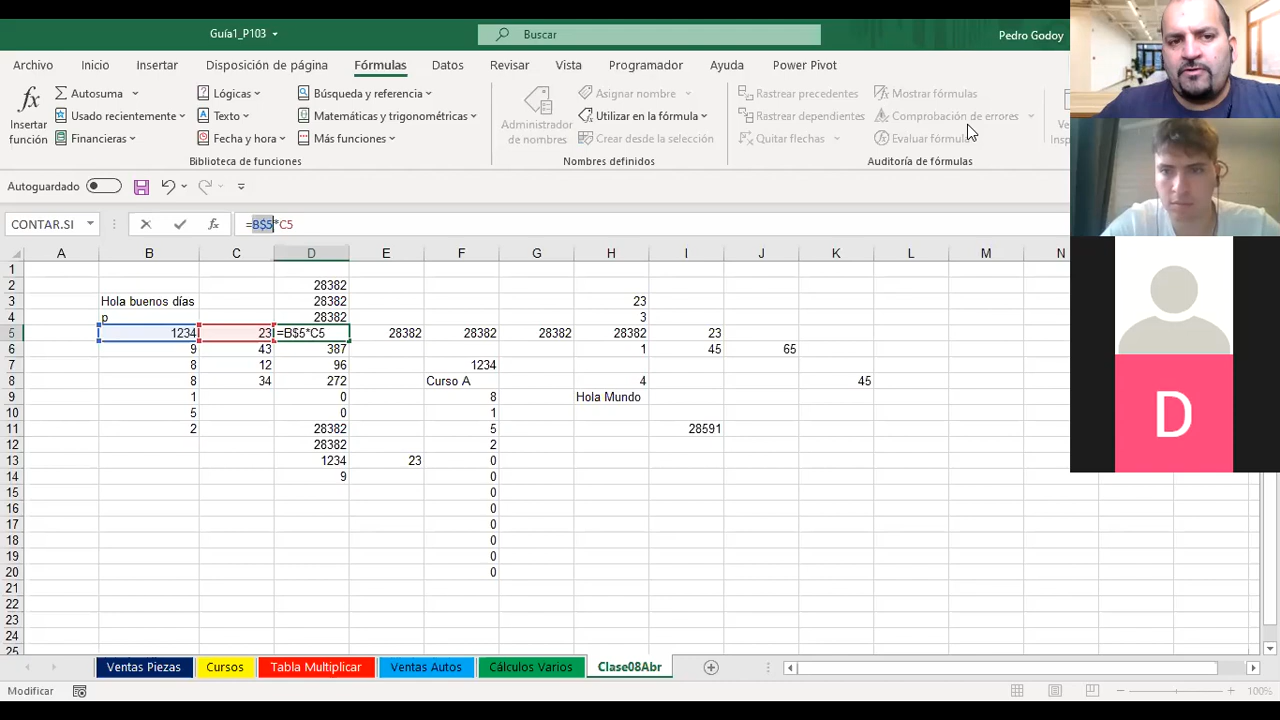 Guía1_P103
Buscar
Pedro Godoy
Archivo Inicio Insertar Disposición de página Fórmulas Datos Revisar Vista Programador Ayuda Power Pivot
fx Insertar función
Autosuma
Usado recientemente
Financieras
Lógicas
Texto
Fecha y hora
Búsqueda y referencia
Matemáticas y trigonométricas
Más funciones
Biblioteca de funciones
Administrador de nombres
Asignar nombre
Utilizar en la fórmula
Crear desde la selección
Nombres definidos
Rastrear precedentes
Rastrear dependientes
Quitar flechas
Mostrar fórmulas
Comprobación de errores
Evaluar fórmula
Auditoría de fórmulas
Autoguardado
CONTAR.SI fx =B$5*C5
A B C D E F G H I J K L M N
1
2 28382
3 Hola buenos días 28382 23
4 p 28382 3
5 1234 23 =B$5*C5 28382 28382 28382 28382 23
6 9 43 387 1 45 65
7 8 12 96 1234
8 8 34 272 Curso A 4 45
9 1 0 8 Hola Mundo
10 5 0 1
11 2 28382 5 28591
12 28382 2
13 1234 23 0
14 9 0
15 0
16 0
17 0
18 0
19 0
20 0
21
22
23
24
25
Ventas Piezas Cursos Tabla Multiplicar Ventas Autos Cálculos Varios Clase08Abr
Modificar 100%
D